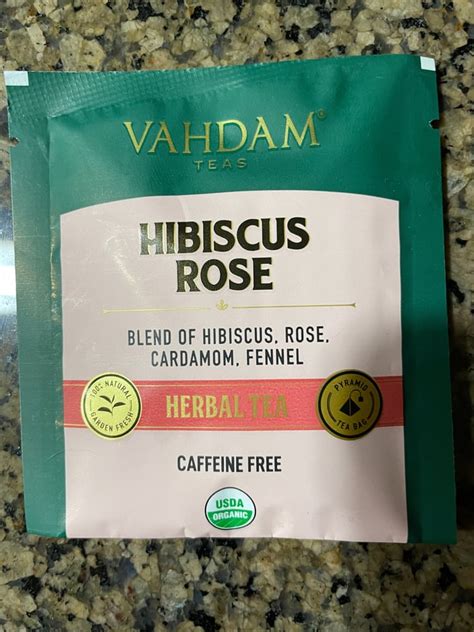 VAHDAM®
TEAS
HIBISCUS
ROSE
BLEND OF HIBISCUS, ROSE,
CARDAMOM, FENNEL
100% NATURAL
GARDEN FRESH
HERBAL TEA
PYRAMID
TEA BAG
CAFFEINE FREE
USDA
ORGANIC